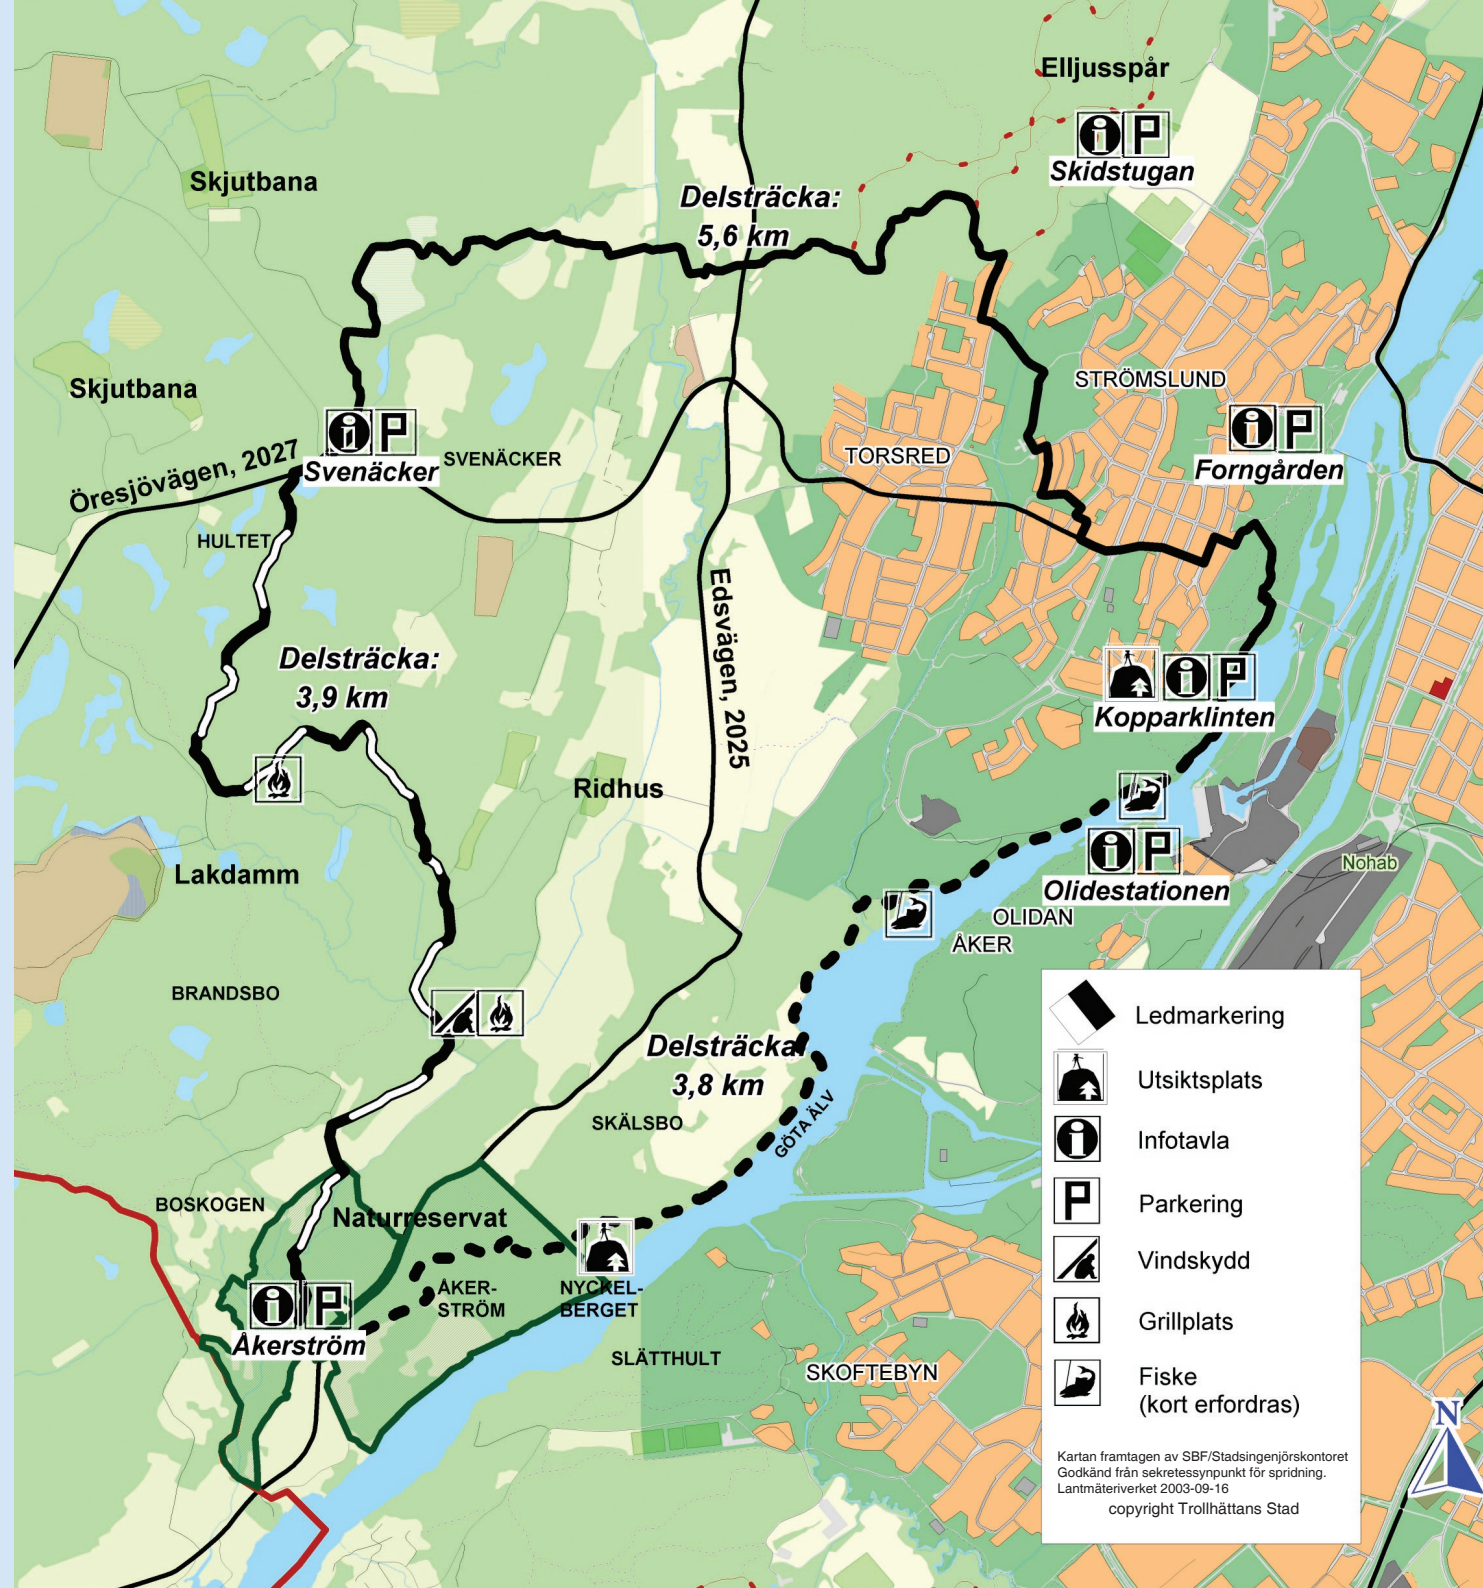 Elljusspår
Skidstugan
Skjutbana
Delsträcka:
5,6 km
Skjutbana
STRÖMSLUND
Forngården
TORSRED
Svenäcker
SVENÄCKER
Öresjövägen, 2027
HULTET
Edsvägen, 2025
Delsträcka:
3,9 km
Kopparklinten
Ridhus
Nohab
Lakdamm
Olidestationen
OLIDAN
ÅKER
BRANDSBO
Delsträcka:
3,8 km
GÖTA ÄLV
SKÄLSBO
BOSKOGEN
Naturreservat
ÅKER-
STRÖM
NYCKEL-
BERGET
Åkerström
SLÄTTHULT
SKOFTEBYN
Ledmarkering
Utsiktsplats
Infotavla
Parkering
Vindskydd
Grillplats
Fiske
(kort erfordras)
N
Kartan framtagen av SBF/Stadsingenjörskontoret
Godkänd från sekretessynpunkt för spridning.
Lantmäteriverket 2003-09-16
copyright Trollhättans Stad